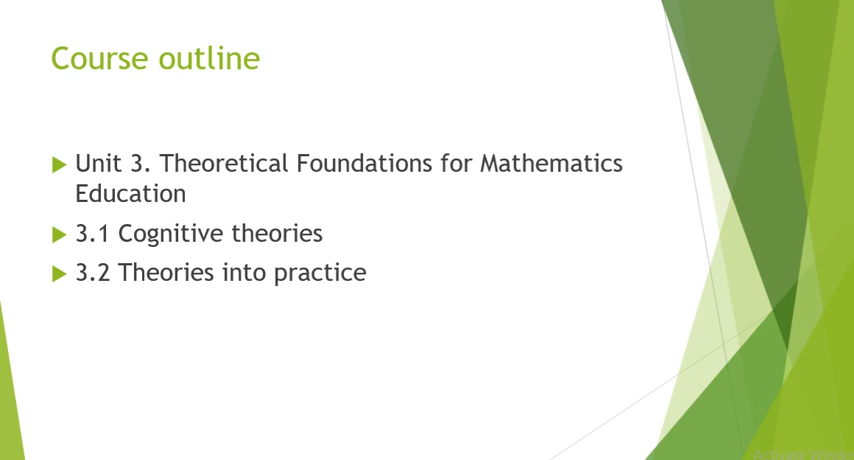 Course outline
Unit 3. Theoretical Foundations for Mathematics
Education
3.1 Cognitive theories
3.2 Theories into practice